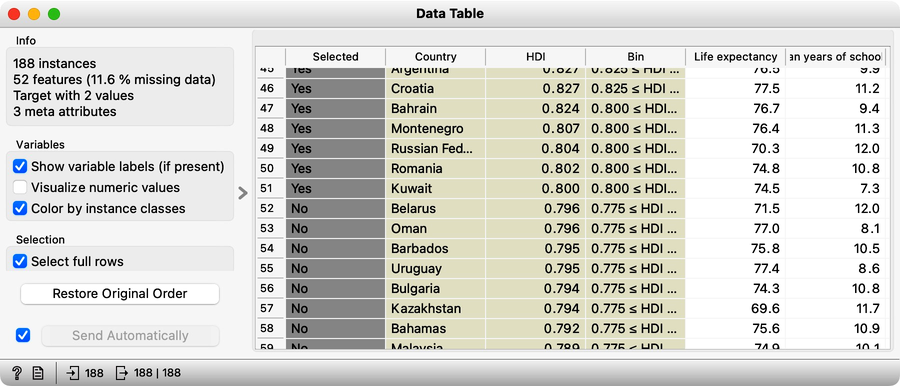 Data Table
Info
188 instances
52 features (11.6 % missing data)
Target with 2 values
3 meta attributes
Variables
Show variable labels (if present)
Visualize numeric values
Color by instance classes
Selection
Select full rows
Restore Original Order
Send Automatically
Selected Country HDI Bin Life expectancy an years of schoo
45 Yes Argentina 0.827 0.825 ≤ HDI ... 76.5 9.9
46 Yes Croatia 0.827 0.825 ≤ HDI ... 77.5 11.2
47 Yes Bahrain 0.824 0.800 ≤ HDI... 76.7 9.4
48 Yes Montenegro 0.807 0.800 ≤ HDI... 76.4 11.3
49 Yes Russian Fed... 0.804 0.800 ≤ HDI... 70.3 12.0
50 Yes Romania 0.802 0.800 ≤ HDI... 74.8 10.8
51 Yes Kuwait 0.800 0.800 ≤ HDI... 74.5 7.3
52 No Belarus 0.796 0.775 ≤ HDI ... 71.5 12.0
53 No Oman 0.796 0.775 ≤ HDI ... 77.0 8.1
54 No Barbados 0.795 0.775 ≤ HDI ... 75.8 10.5
55 No Uruguay 0.795 0.775 ≤ HDI ... 77.4 8.6
56 No Bulgaria 0.794 0.775 ≤ HDI ... 74.3 10.8
57 No Kazakhstan 0.794 0.775 ≤ HDI ... 69.6 11.7
58 No Bahamas 0.792 0.775 ≤ HDI ... 75.6 10.9
59 No Malaysia 0.789 0.775 ≤ HDI ... 74.9 10.1
? 188 188 | 188